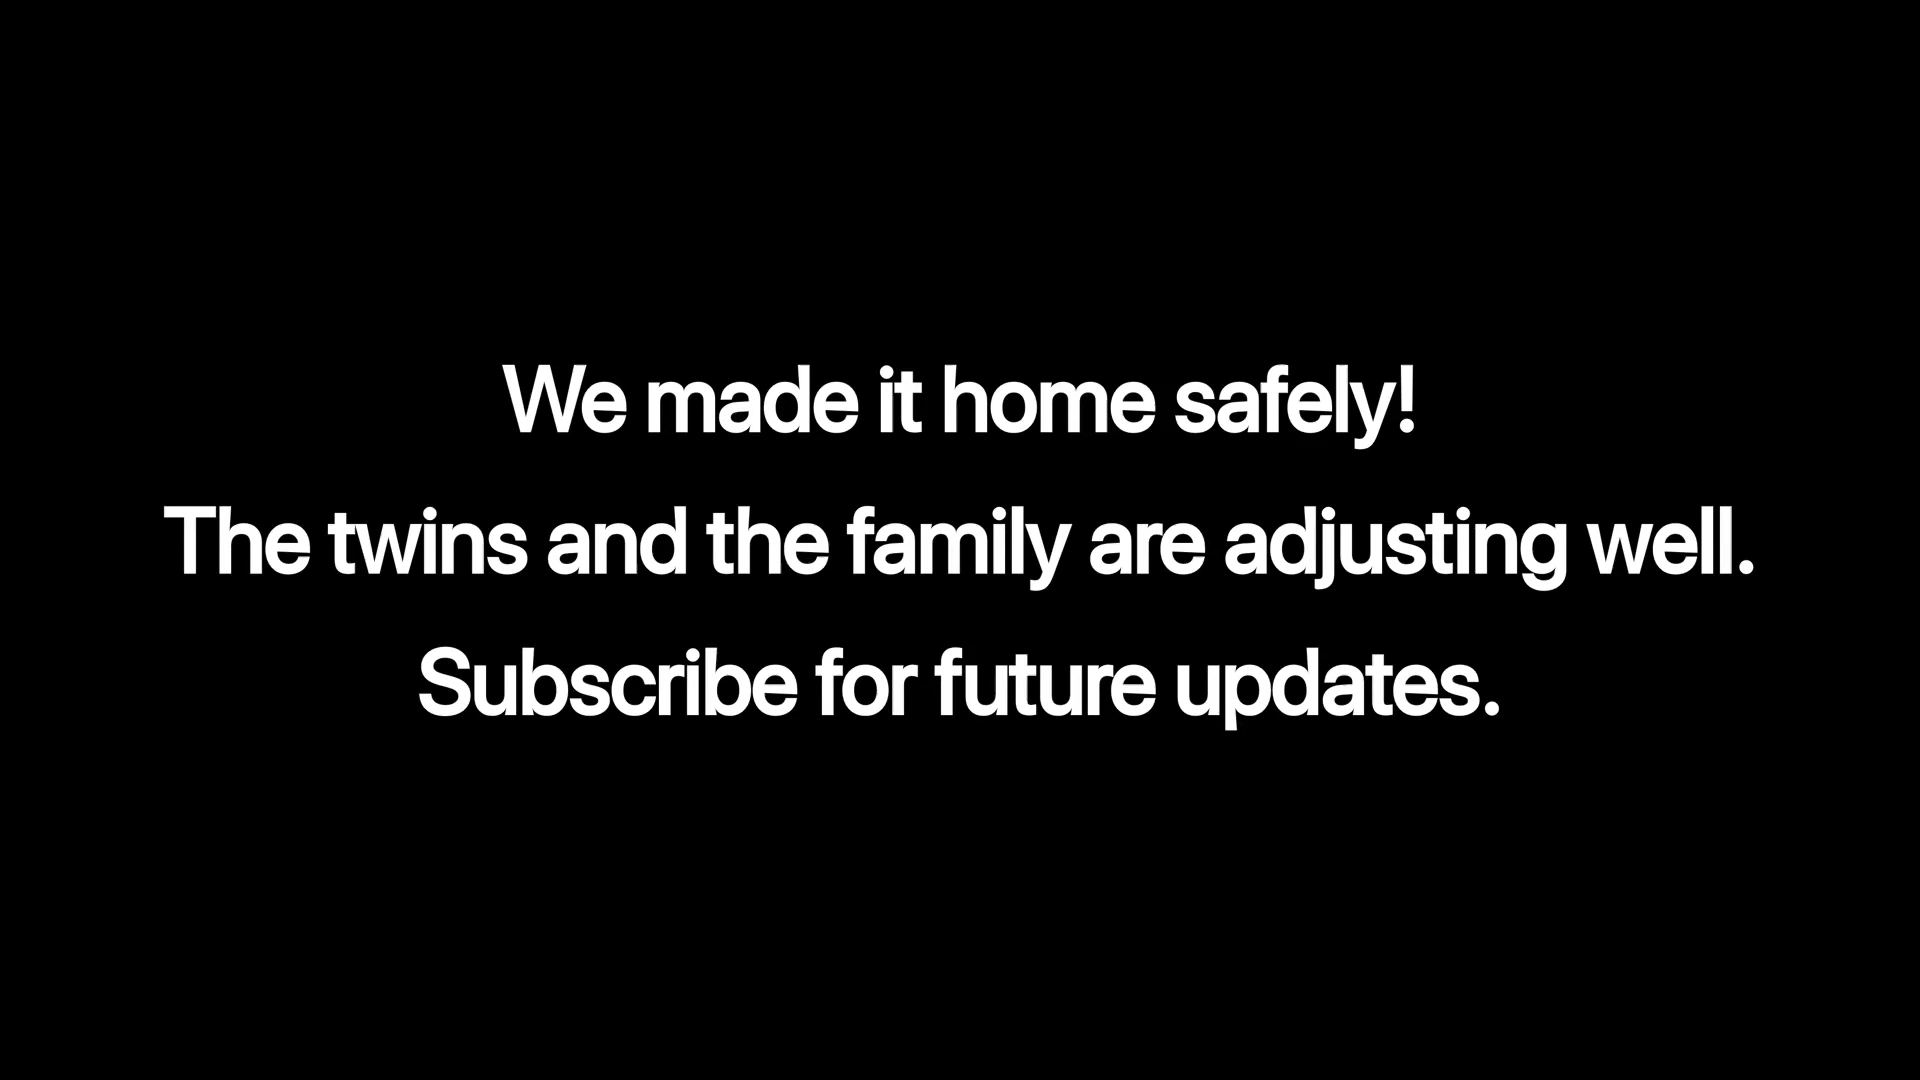 We made it home safely!
The twins and the family are adjusting well.
Subscribe for future updates.